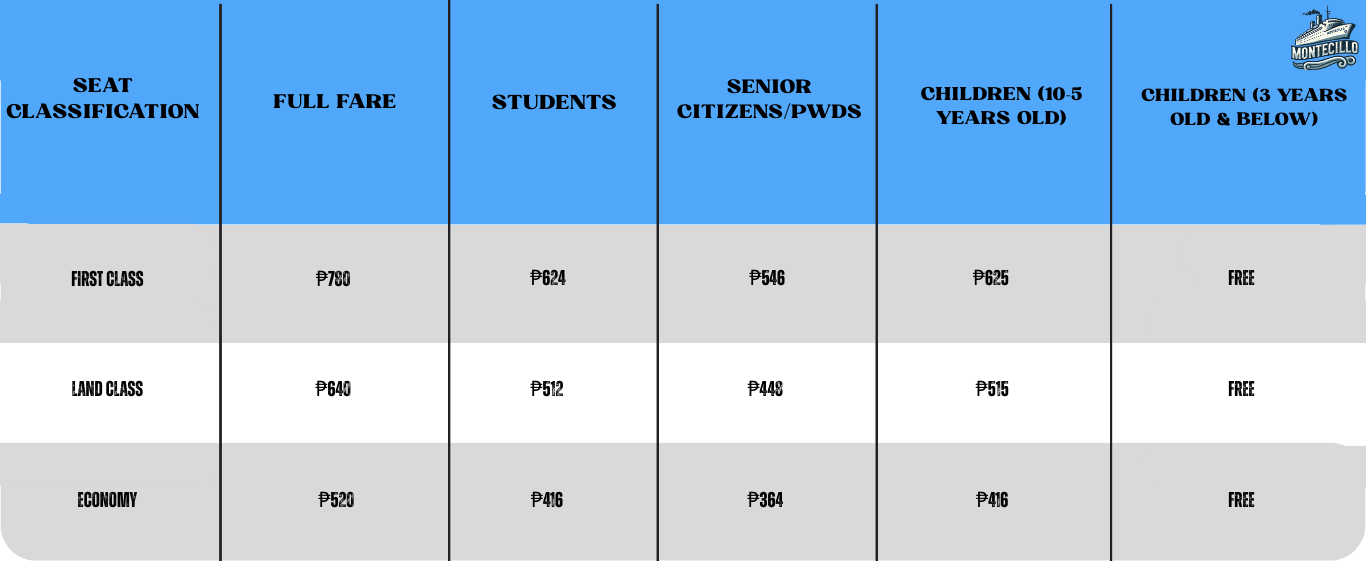 MONTECILLO
SEAT
CLASSIFICATION
FULL FARE
STUDENTS
SENIOR
CITIZENS/PWDS
CHILDREN (10-5
YEARS OLD)
CHILDREN (3 YEARS
OLD & BELOW)
FIRST CLASS ₱780 ₱624 ₱546 ₱625 FREE
LAND CLASS ₱640 ₱512 ₱448 ₱515 FREE
ECONOMY ₱520 ₱416 ₱364 ₱416 FREE